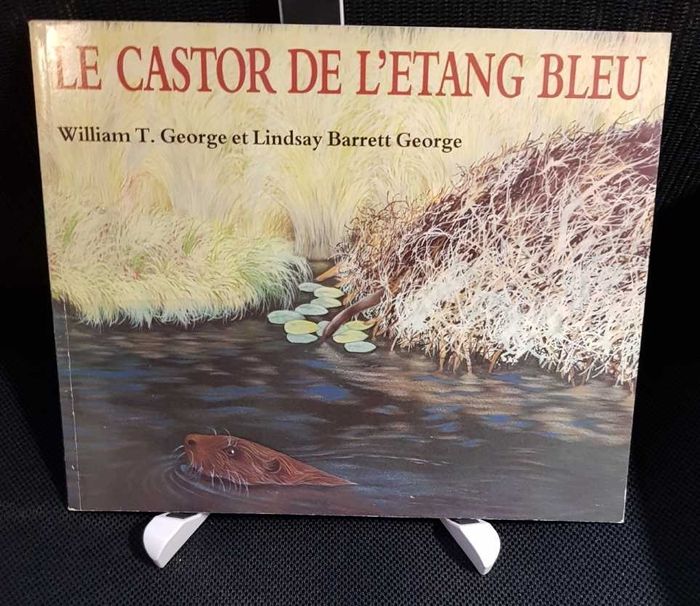 LE CASTOR DE L'ETANG BLEU
William T. George et Lindsay Barrett George